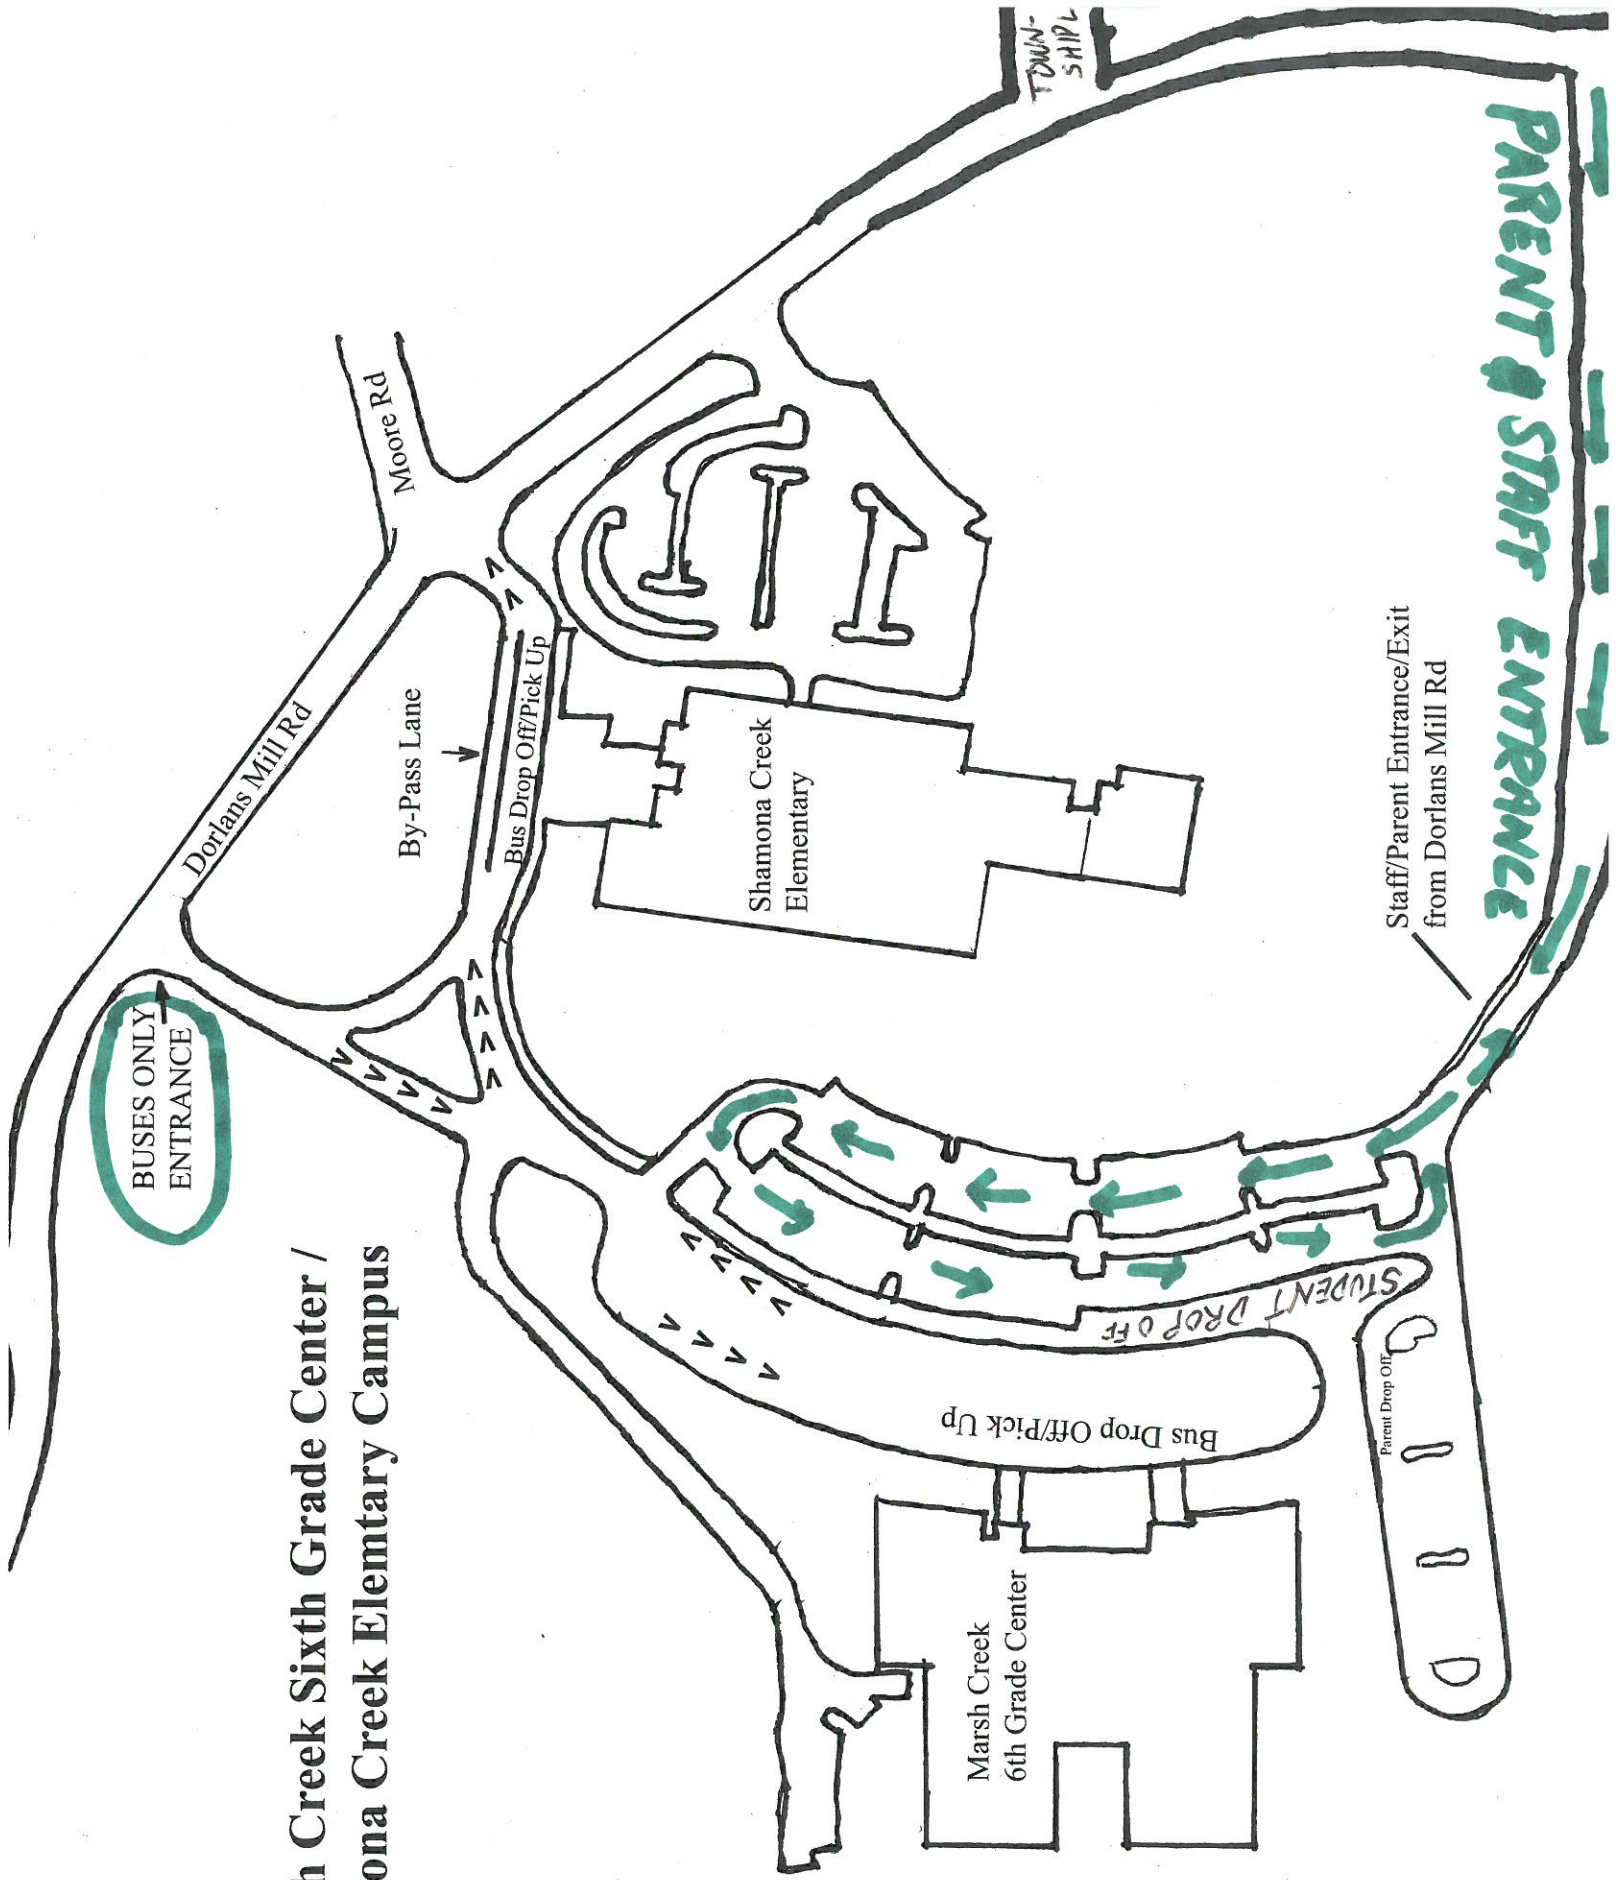 h Creek Sixth Grade Center /
ona Creek Elemtary Campus
BUSES ONLY
ENTRANCE
Dorlans Mill Rd
Moore Rd
By-Pass Lane
Bus Drop Off/Pick Up
Shamona Creek
Elementary
TOWN-
SHIPL
PARENT & STAFF ENTRANCE
Staff/Parent Entrance/Exit
from Dorlans Mill Rd
STUDENT DROP OFF
Bus Drop Off/Pick Up
Parent Drop Off
Marsh Creek
6th Grade Center